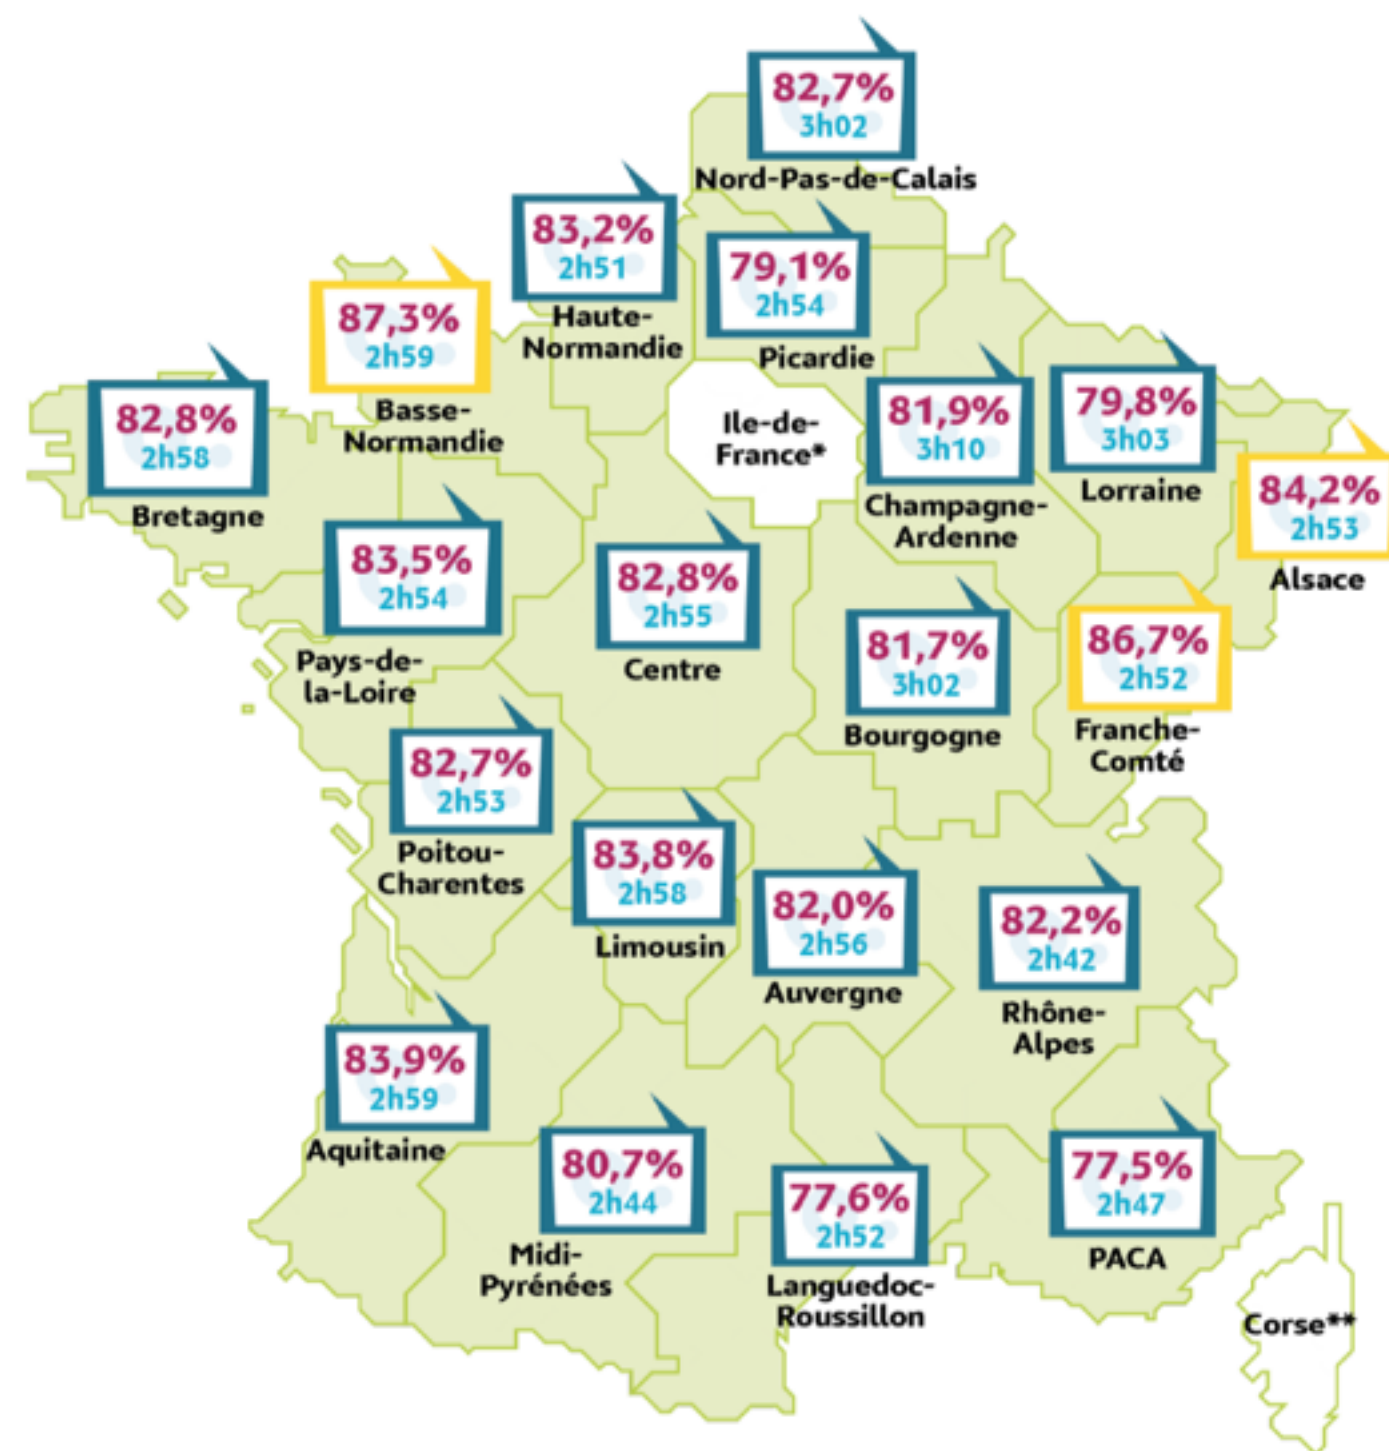 82,7%
3h02
Nord-Pas-de-Calais
83,2%
2h51
Haute-
Normandie
79,1%
2h54
Picardie
87,3%
2h59
Basse-
Normandie
82,8%
2h58
Bretagne
Ile-de-
France*
81,9%
3h10
Champagne-
Ardenne
79,8%
3h03
Lorraine
84,2%
2h53
Alsace
83,5%
2h54
Pays-de-
la-Loire
82,8%
2h55
Centre
81,7%
3h02
Bourgogne
86,7%
2h52
Franche-
Comté
82,7%
2h53
Poitou-
Charentes
83,8%
2h58
Limousin
82,0%
2h56
Auvergne
82,2%
2h42
Rhône-
Alpes
83,9%
2h59
Aquitaine
80,7%
2h44
Midi-
Pyrénées
77,6%
2h52
Languedoc-
Roussillon
77,5%
2h47
PACA
Corse**